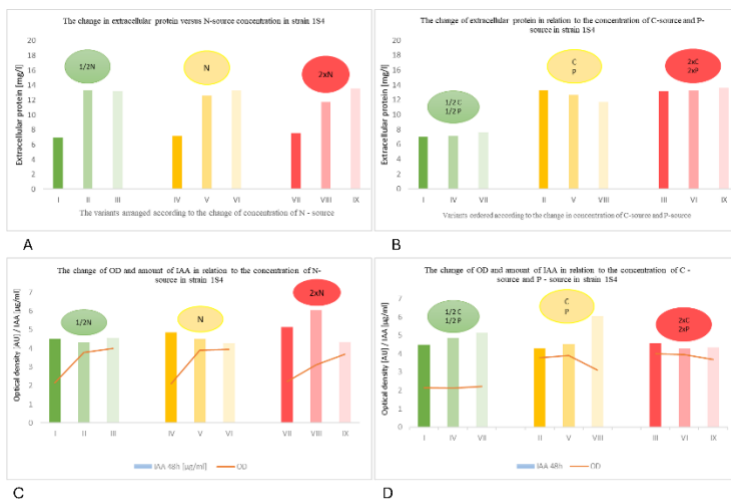 The change in extracellular protein versus N-source concentration in strain 1S4
Extracellular protein [mg/l]
20
18
16
14
12
10
8
6
4
2
0
1/2N
N
2xN
I II III IV V VI VII VIII IX
The variants arranged according to the change of concentration of N - source
A
The change of extracellular protein in relation to the concentration of C-source and P-
source in strain 1S4
Extracellular protein [mg/l]
20
18
16
14
12
10
8
6
4
2
0
1/2 C
1/2 P
C
P
2xC
2xP
I IV VII II V VIII III VI IX
Variants ordered according to the change in concentration of C-source and P-source
B
The change of OD and amount of IAA in relation to the concentration of N-
source in strain 1S4
Optical density [AU] / IAA [µg/ml]
7
6
5
4
3
2
1
0
1/2N
N
2xN
I II III IV V VI VII VIII IX
IAA 48h [µg/ml] OD
C
The change of OD and amount of IAA in relation to the concentration of C -
source and P - source in strain 1S4
Optical density [AU] / IAA [µg/ml]
7
6
5
4
3
2
1
0
1/2 C
1/2 P
C
P
2xC
2xP
I IV VII II V VIII III VI IX
IAA 48h OD
D